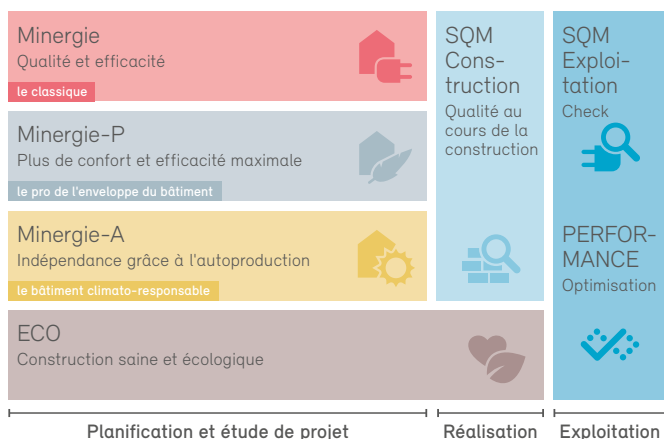 Minergie
Qualité et efficacité
le classique
Minergie-P
Plus de confort et efficacité maximale
le pro de l'enveloppe du bâtiment
Minergie-A
Indépendance grâce à l'autoproduction
le bâtiment climato-responsable
ECO
Construction saine et écologique
SQM
Cons-
truction
Qualité au
cours de la
construction
SQM
Exploi-
tation
Check
PERFOR-
MANCE
Optimisation
Planification et étude de projet
Réalisation
Exploitation